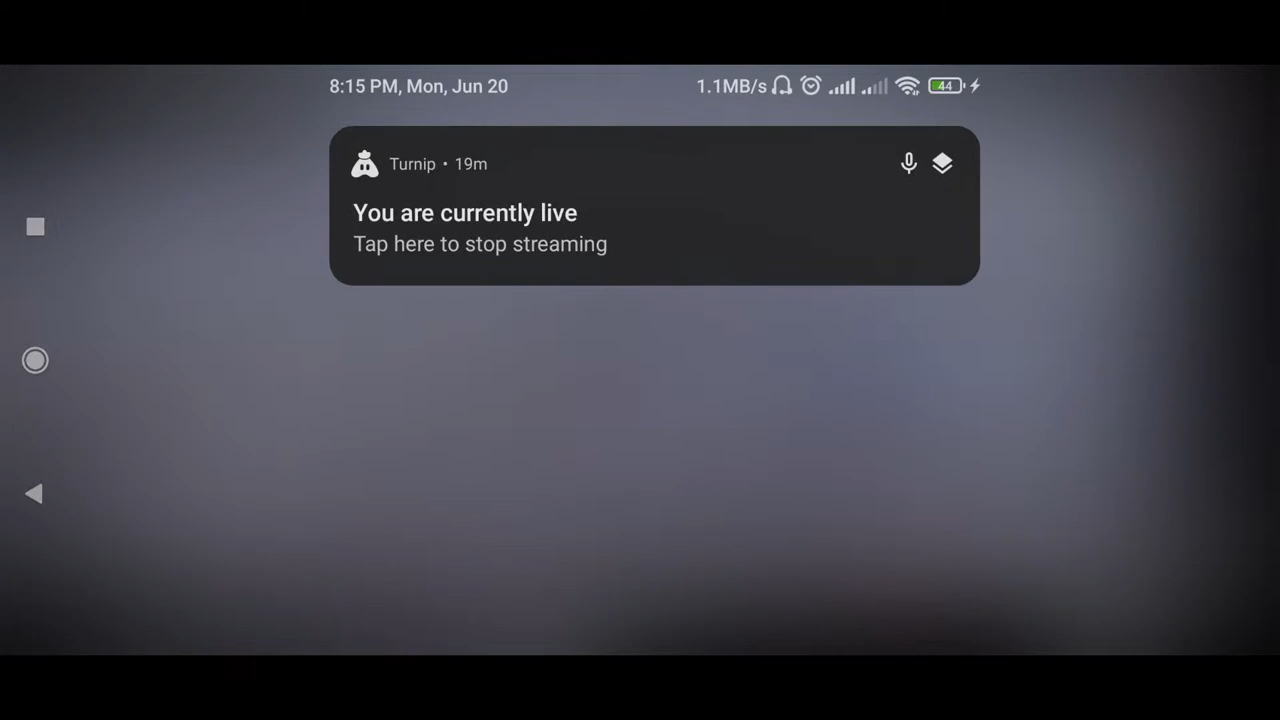 8:15 PM, Mon, Jun 20 1.1MB/s 44
Turnip • 19m
You are currently live
Tap here to stop streaming